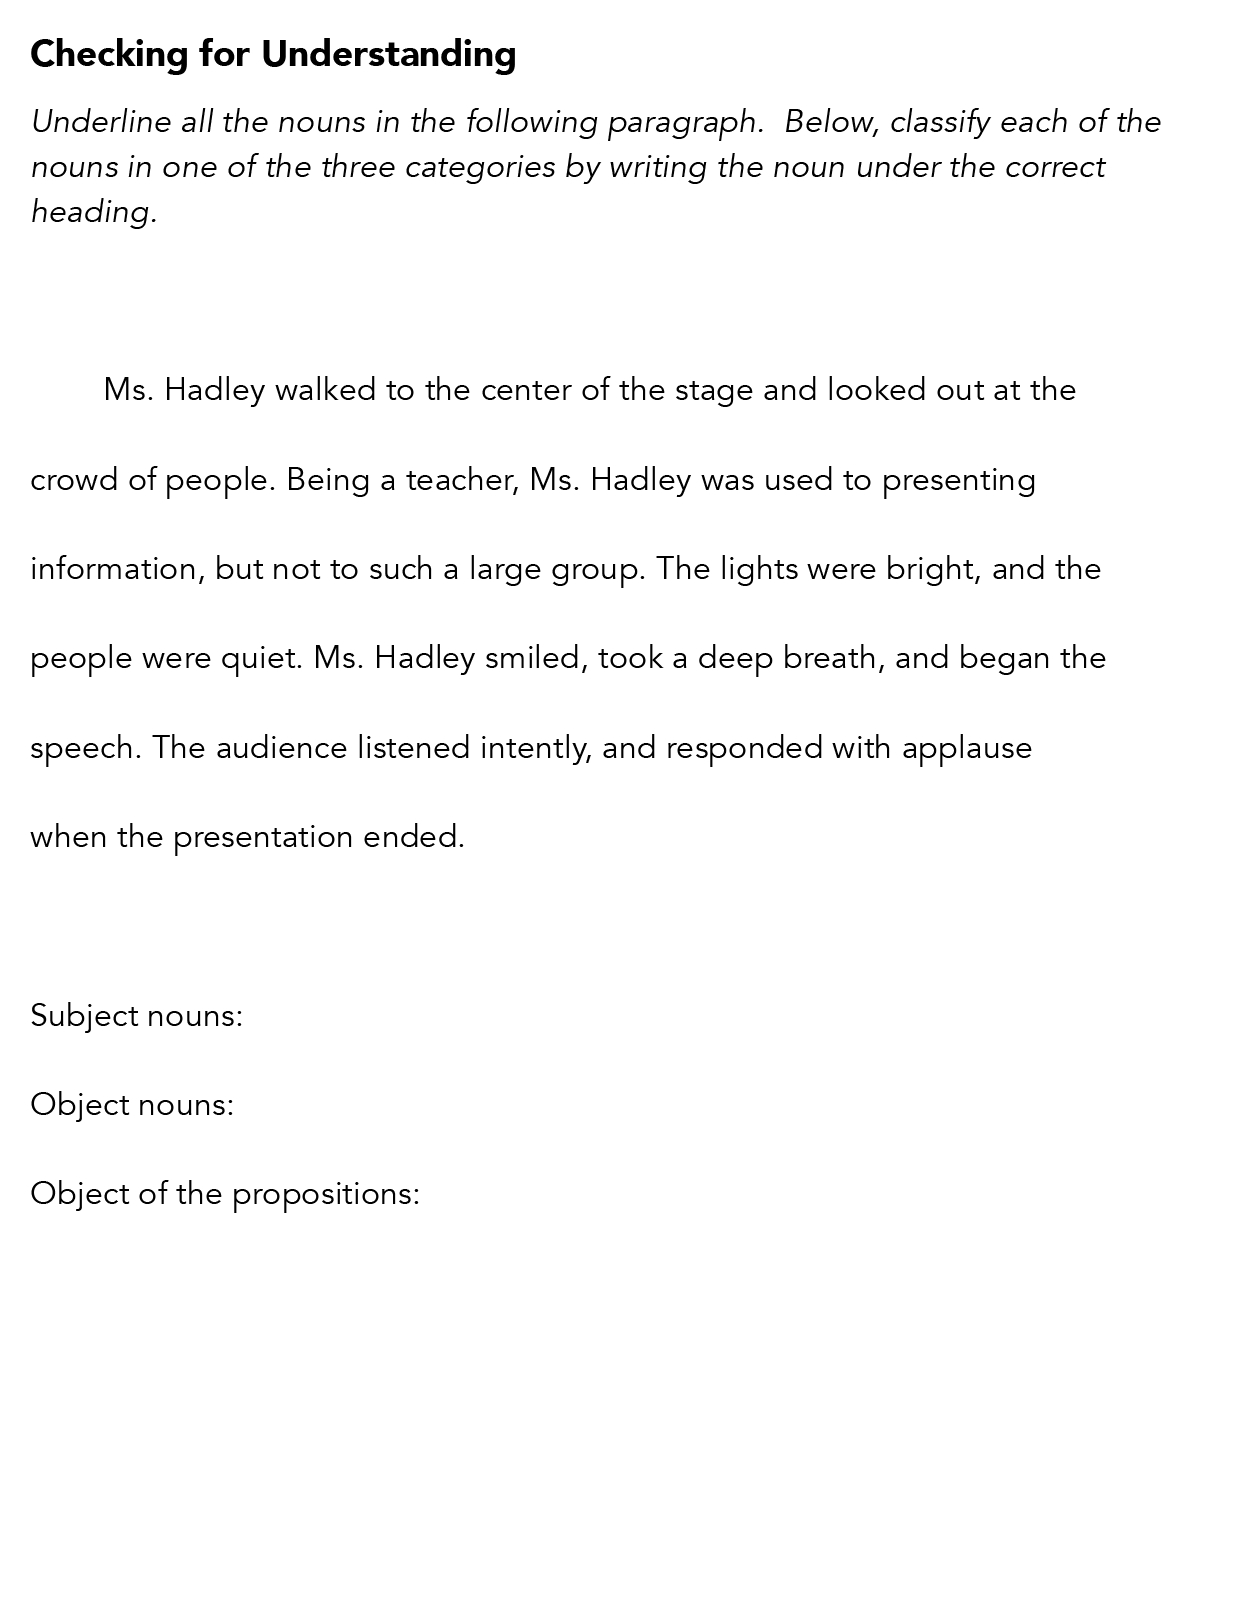 Checking for Understanding
Underline all the nouns in the following paragraph.  Below, classify each of the
nouns in one of the three categories by writing the noun under the correct
heading.
Ms. Hadley walked to the center of the stage and looked out at the
crowd of people. Being a teacher, Ms. Hadley was used to presenting
information, but not to such a large group. The lights were bright, and the
people were quiet. Ms. Hadley smiled, took a deep breath, and began the
speech. The audience listened intently, and responded with applause
when the presentation ended.
Subject nouns:
Object nouns:
Object of the propositions: